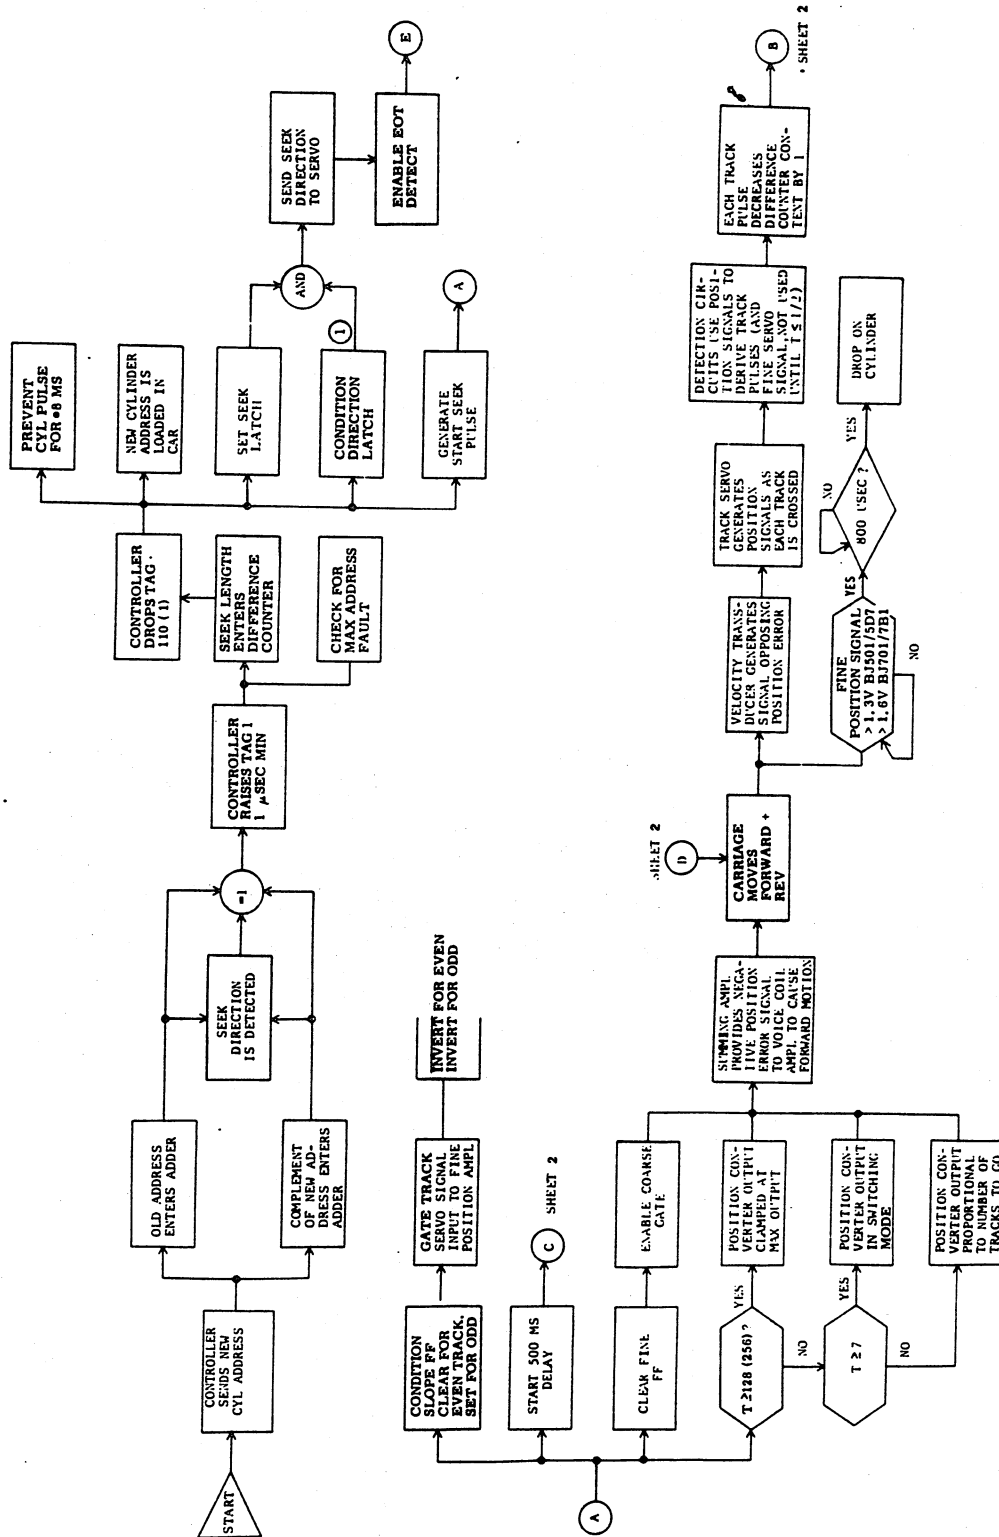 START
CONTROLLER
SENDS NEW
CYL ADDRESS
OLD ADDRESS
ENTERS ADDER
COMPLEMENT
OF NEW AD-
DRESS ENTERS
ADDER
SEEK
DIRECTION
IS DETECTED
=1
CONTROLLER
RAISES TAG 1
1 µSEC MIN
SEEK LENGTH
ENTERS
DIFFERENCE
COUNTER
CHECK FOR
MAX ADDRESS
FAULT
CONTROLLER
DROPS TAG
110 (1)
PREVENT
CYL PULSE
FOR •8 MS
NEW CYLINDER
ADDRESS IS
LOADED IN
CAR
SET SEEK
LATCH
CONDITION
DIRECTION
LATCH
GENERATE
START SEEK
PULSE
1
AND
A
SEND SEEK
DIRECTION
TO SERVO
ENABLE EOT
DETECT
E
A
CONDITION
SLOPE FF
CLEAR FOR
EVEN TRACK,
SET FOR ODD
GATE TRACK
SERVO SIGNAL
INPUT TO FINE
POSITION AMPL
INVERT FOR EVEN
INVERT FOR ODD
START 500 MS
DELAY
C
SHEET 2
CLEAR FINE
FF
ENABLE COARSE
GATE
T ≥128 (256) ?
YES
NO
POSITION CON-
VERTER OUTPUT
CLAMPED AT
MAX OUTPUT
T ≥ 7
YES
NO
POSITION CON-
VERTER OUTPUT
IN SWITCHING
MODE
POSITION CON-
VERTER OUTPUT
PROPORTIONAL
TO NUMBER OF
TRACKS TO GO
SUMMING AMPL
PROVIDES NEGA-
TIVE POSITION
ERROR SIGNAL
TO VOICE COIL
AMPL TO CAUSE
FORWARD MOTION
SHEET 2
D
CARRIAGE
MOVES
FORWARD +
REV
VELOCITY TRANS-
DUCER GENERATES
SIGNAL OPPOSING
POSITION ERROR
FINE
POSITION SIGNAL
> 1.3V BJ501/5D7
> 1.6V BJ701/7B1
YES
NO
TRACK SERVO
GENERATES
POSITION
SIGNALS AS
EACH TRACK
IS CROSSED
800 USEC ?
NO
YES
DROP ON
CYLINDER
DETECTION CIR-
CUITS USE POSI-
TION SIGNALS TO
DERIVE TRACK
PULSES (AND
FINE SERVO
SIGNAL, NOT USED
UNTIL T ≤ 1/2)
EACH TRACK
PULSE
DECREASES
DIFFERENCE
COUNTER CON-
TENT BY 1
B
SHEET 2